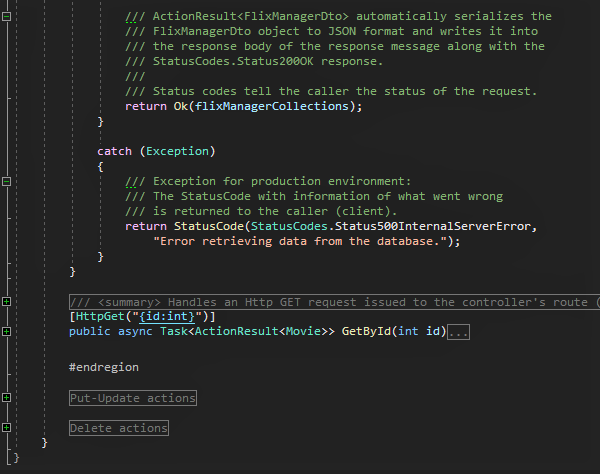 /// ActionResult<FlixManagerDto> automatically serializes the
/// FlixManagerDto object to JSON format and writes it into
/// the response body of the response message along with the
/// StatusCodes.Status200OK response.
///
/// Status codes tell the caller the status of the request.
return Ok(flixManagerCollections);
}
catch (Exception)
{
/// Exception for production environment:
/// The StatusCode with information of what went wrong
/// is returned to the caller (client).
return StatusCode(StatusCodes.Status500InternalServerError,
"Error retrieving data from the database.");
}
}
/// <summary> Handles an Http GET request issued to the controller's route (
[HttpGet("{id:int}")]
public async Task<ActionResult<Movie>> GetById(int id)...
#endregion
Put-Update actions
Delete actions
}
}